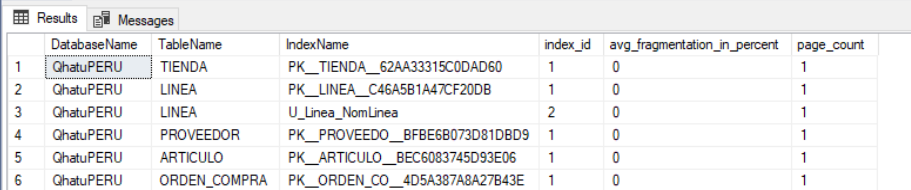 Results Messages
DatabaseName TableName IndexName index_id avg_fragmentation_in_percent page_count
1 QhatuPERU TIENDA PK__TIENDA__62AA33315C0DAD60 1 0 1
2 QhatuPERU LINEA PK__LINEA__C46A5B1A47CF20DB 1 0 1
3 QhatuPERU LINEA U_Linea_NomLinea 2 0 1
4 QhatuPERU PROVEEDOR PK__PROVEEDO__BFBE6B073D81DBD9 1 0 1
5 QhatuPERU ARTICULO PK__ARTICULO__BEC6083745D93E06 1 0 1
6 QhatuPERU ORDEN_COMPRA PK__ORDEN_CO__4D5A387A8A27B43E 1 0 1